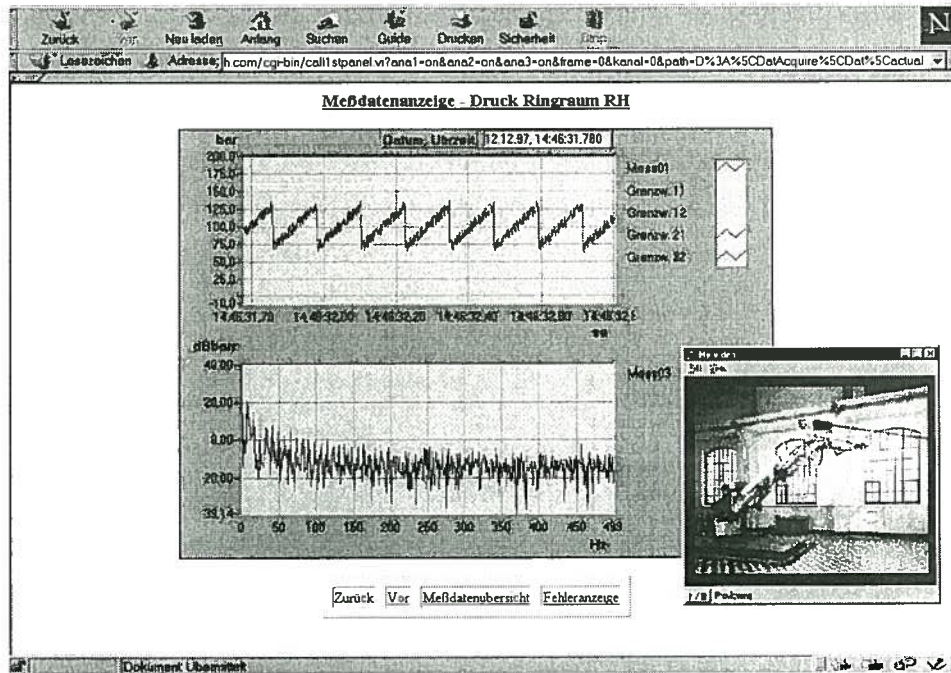 Zurück Vor Neu laden Anfang Suchen Guide Drucken Sicherheit Stop N
Lesezeichen Adresse: h.com/cgi-bin/call1stpanel.vi?ana1=on&ana2=on&ana3=on&frame=0&kanal=0&path=D%3A%5CDatAcquire%5CDat%5Cactual
Meßdatenanzeige - Druck Ringraum RH
bar Datum, Uhrzeit 12.12.97, 14:46:31.780
200,0
175,0
150,0
125,0
100,0
75,0
50,0
25,0
-10,0
14:46:31,78 14:46:32,00 14:46:32,20 14:46:32,40 14:46:32,60
Mess01
Grenzw. 11
Grenzw. 12
Grenzw. 21
Grenzw. 22
40,00
20,00
0,00
0 50 100 150 200 250 300 350 400 450 493
Hz
Mess03
Zurück Vor Meßdatenübersicht Fehleranzeige
Dokument Übermittelt